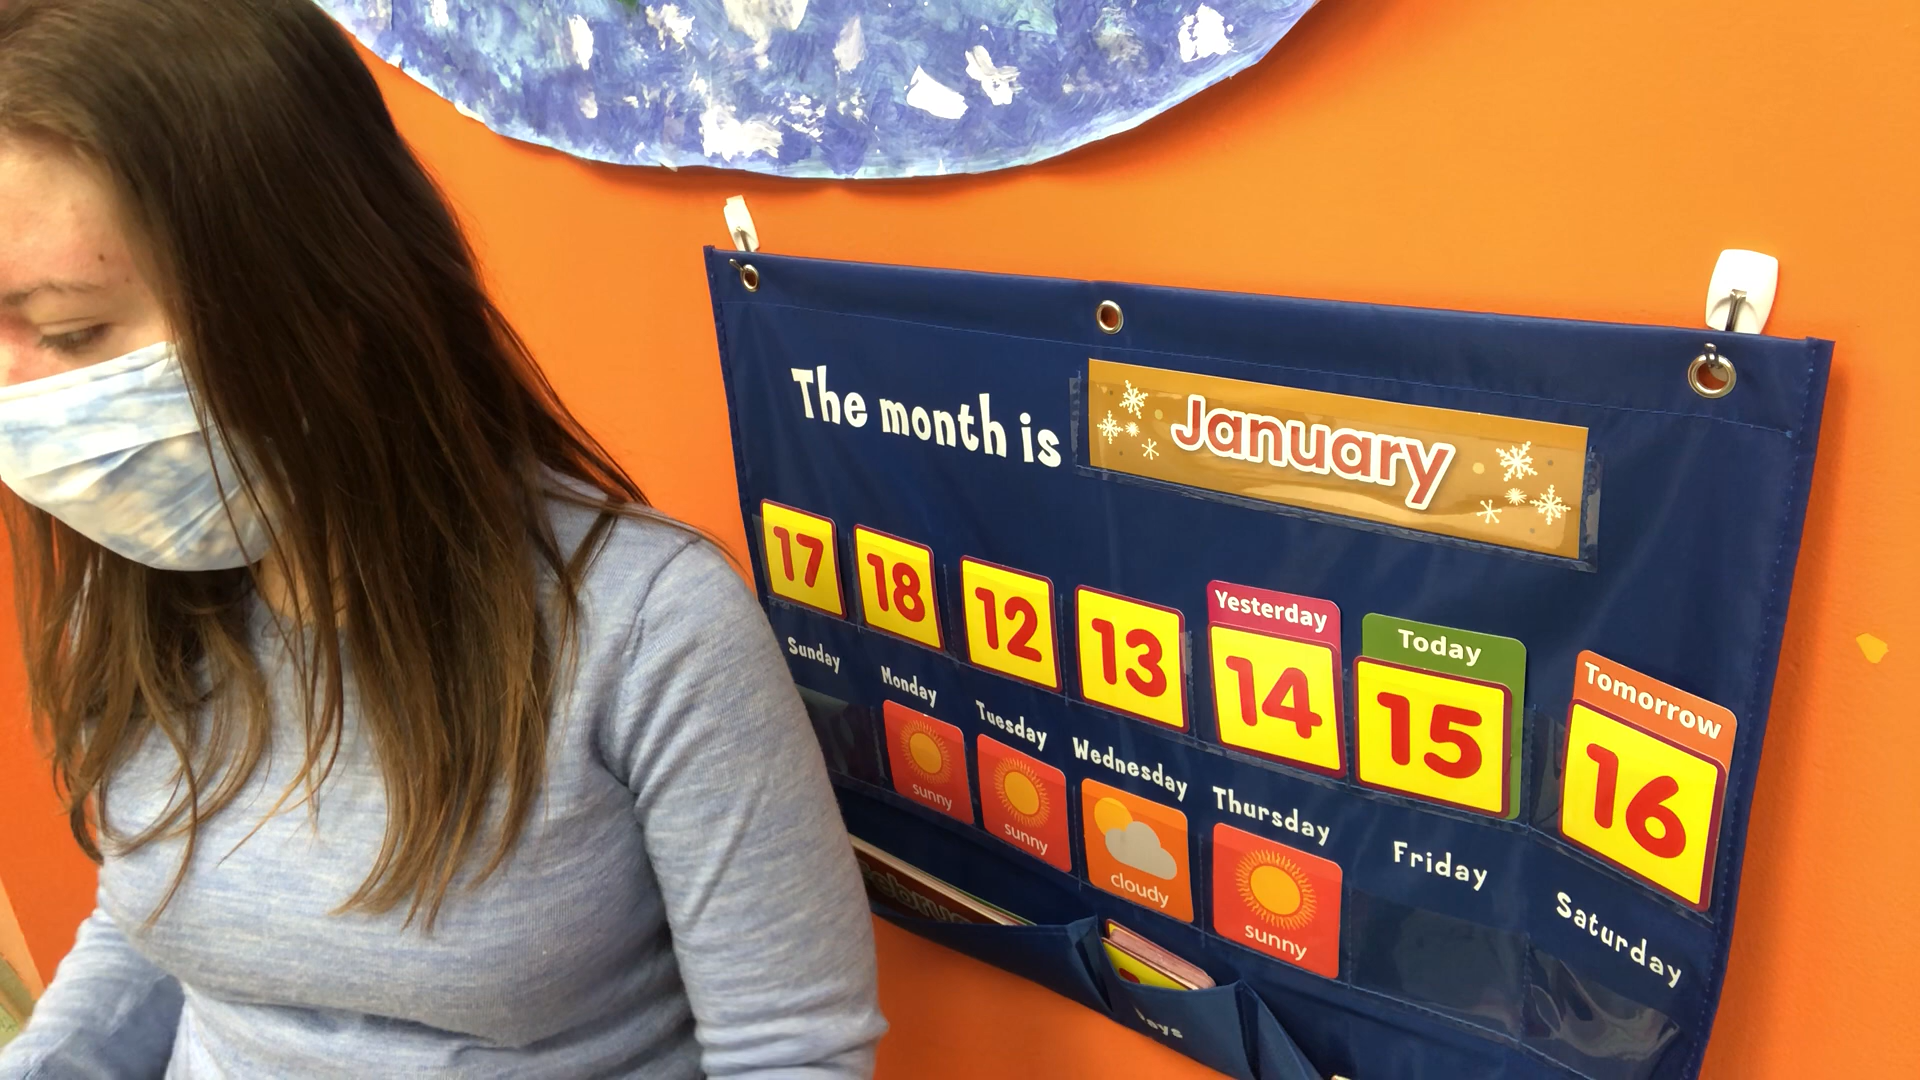 The month is January
Yesterday Today Tomorrow
17 18 12 13 14 15 16
Sunday Monday Tuesday Wednesday Thursday Friday Saturday
sunny sunny cloudy sunny